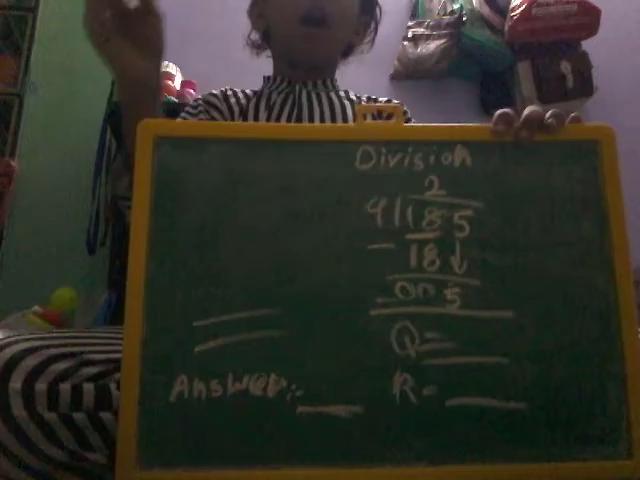 Division
2
9 185
- 18↓
005
Q=
Answer:- R-